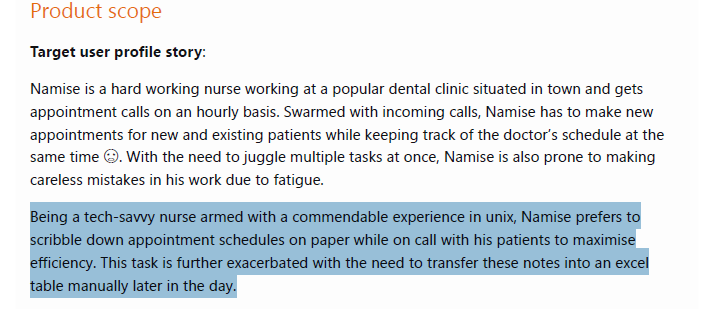 Product scope
Target user profile story:
Namise is a hard working nurse working at a popular dental clinic situated in town and gets
appointment calls on an hourly basis. Swarmed with incoming calls, Namise has to make new
appointments for new and existing patients while keeping track of the doctor's schedule at the
same time 😓. With the need to juggle multiple tasks at once, Namise is also prone to making
careless mistakes in his work due to fatigue.
Being a tech-savvy nurse armed with a commendable experience in unix, Namise prefers to
scribble down appointment schedules on paper while on call with his patients to maximise
efficiency. This task is further exacerbated with the need to transfer these notes into an excel
table manually later in the day.